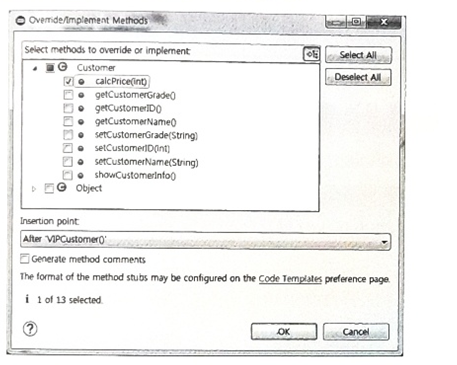 Override/Implement Methods
Select methods to override or implement:
Select All
Deselect All
Customer
calcPrice(int)
getCustomerGrade()
getCustomerID()
getCustomerName()
setCustomerGrade(String)
setCustomerID(int)
setCustomerName(String)
showCustomerInfo()
Object
Insertion point:
After 'VIPCustomer()'
Generate method comments
The format of the method stubs may be configured on the Code Templates preference page.
i 1 of 13 selected.
?
OK
Cancel